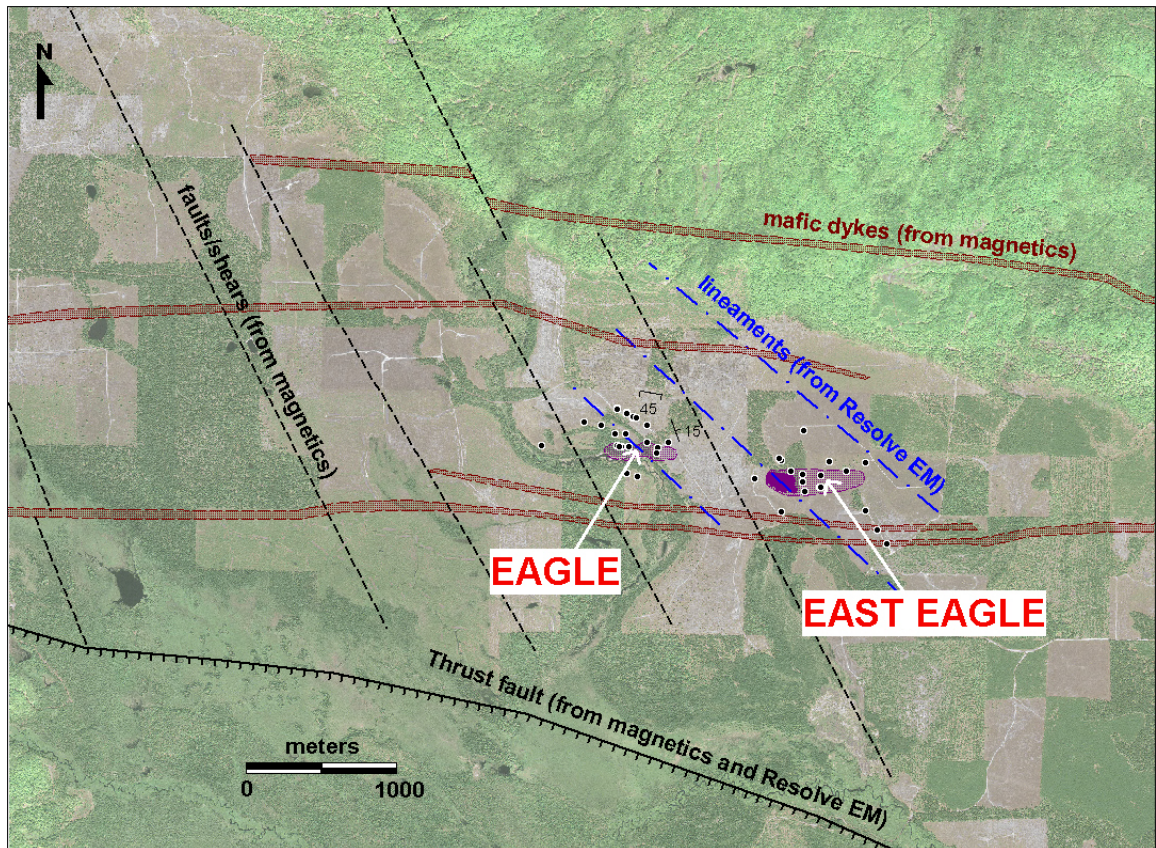 N
faults/shears (from magnetics)
mafic dykes (from magnetics)
lineaments (from Resolve EM)
45
15
EAGLE
EAST EAGLE
Thrust fault (from magnetics and Resolve EM)
meters
0 1000